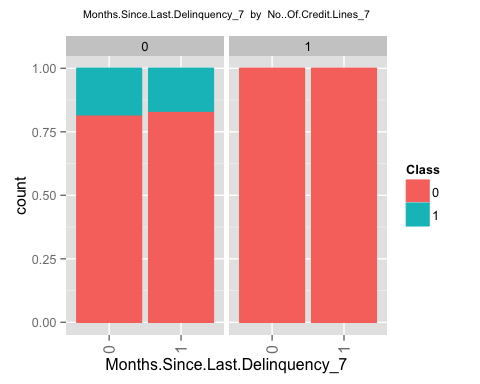 Months.Since.Last.Delinquency_7 by No..Of.Credit.Lines_7
0 1
1.00
0.75
0.50
0.25
0.00
count
0 1 0 1
Months.Since.Last.Delinquency_7
Class
0
1